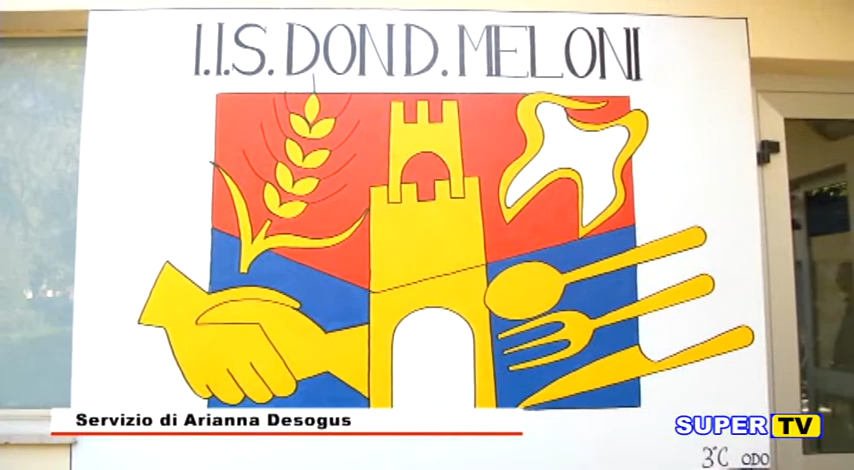 I.I.S. DON D. MELONI
Servizio di Arianna Desogus
SUPER TV
3°C ODO